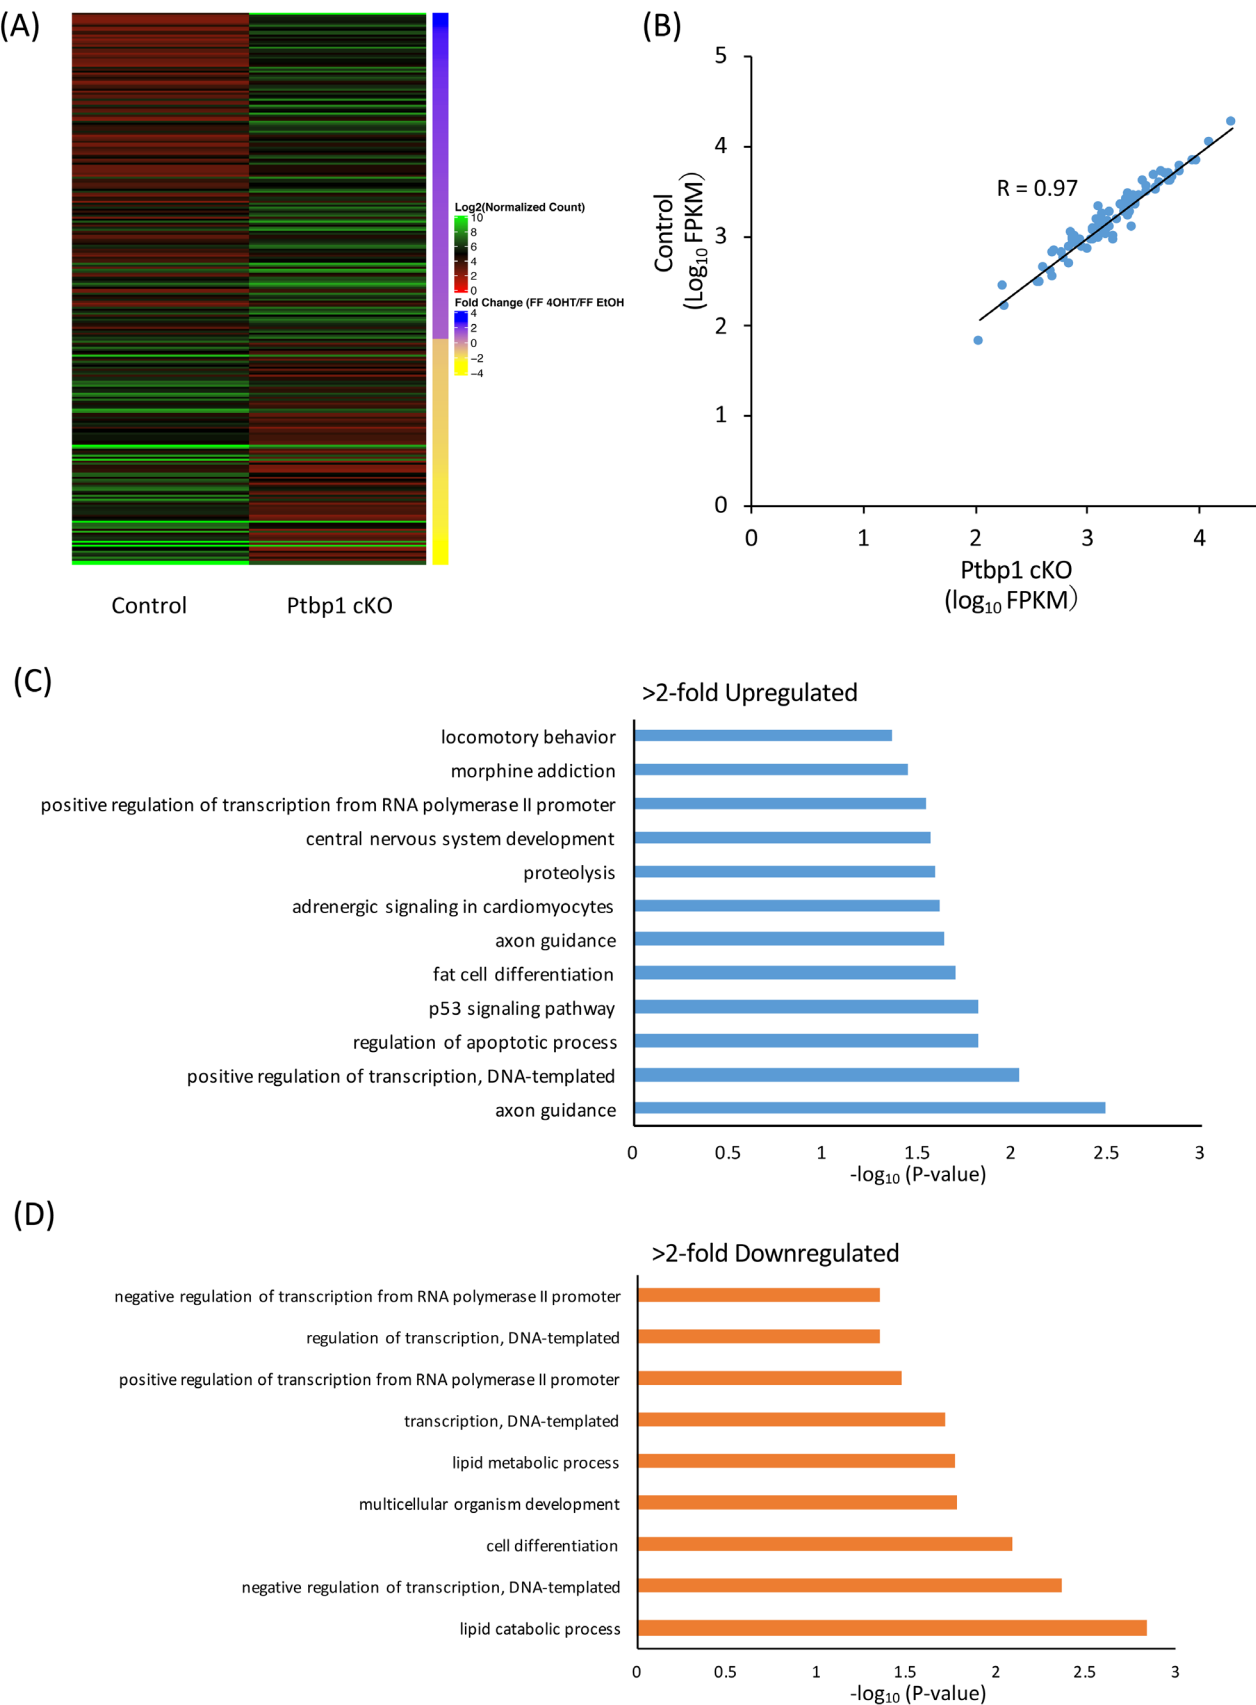 (A)
Log2(Normalized Count)
10
8
6
4
2
0
Fold Change (FF 4OHT/FF EtOH
4
2
0
−2
−4
Control
Ptbp1 cKO
(B)
5
4
3
2
1
0
Control
(Log10 FPKM)
R = 0.97
0
1
2
3
4
Ptbp1 cKO
(log10 FPKM)
(C)
>2-fold Upregulated
locomotory behavior
morphine addiction
positive regulation of transcription from RNA polymerase II promoter
central nervous system development
proteolysis
adrenergic signaling in cardiomyocytes
axon guidance
fat cell differentiation
p53 signaling pathway
regulation of apoptotic process
positive regulation of transcription, DNA-templated
axon guidance
0 0.5 1 1.5 2 2.5 3
-log10 (P-value)
(D)
>2-fold Downregulated
negative regulation of transcription from RNA polymerase II promoter
regulation of transcription, DNA-templated
positive regulation of transcription from RNA polymerase II promoter
transcription, DNA-templated
lipid metabolic process
multicellular organism development
cell differentiation
negative regulation of transcription, DNA-templated
lipid catabolic process
0 0.5 1 1.5 2 2.5 3
-log10 (P-value)